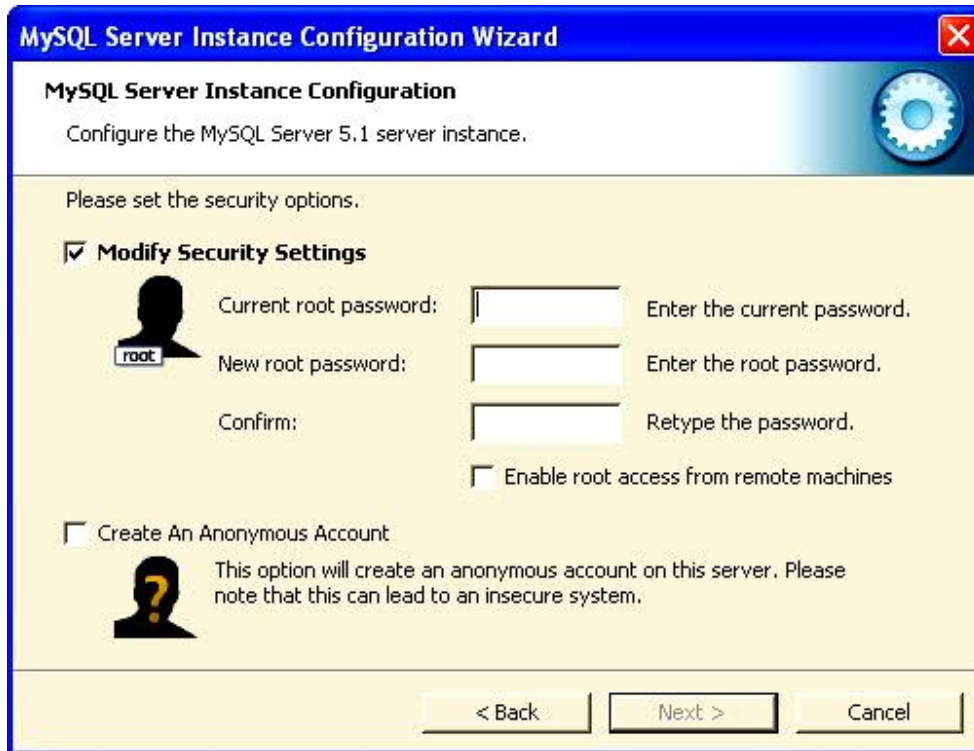 MySQL Server Instance Configuration Wizard
MySQL Server Instance Configuration
Configure the MySQL Server 5.1 server instance.
Please set the security options.
Modify Security Settings
root
Current root password:
Enter the current password.
New root password:
Enter the root password.
Confirm:
Retype the password.
Enable root access from remote machines
Create An Anonymous Account
?
This option will create an anonymous account on this server. Please
note that this can lead to an insecure system.
< Back
Next >
Cancel